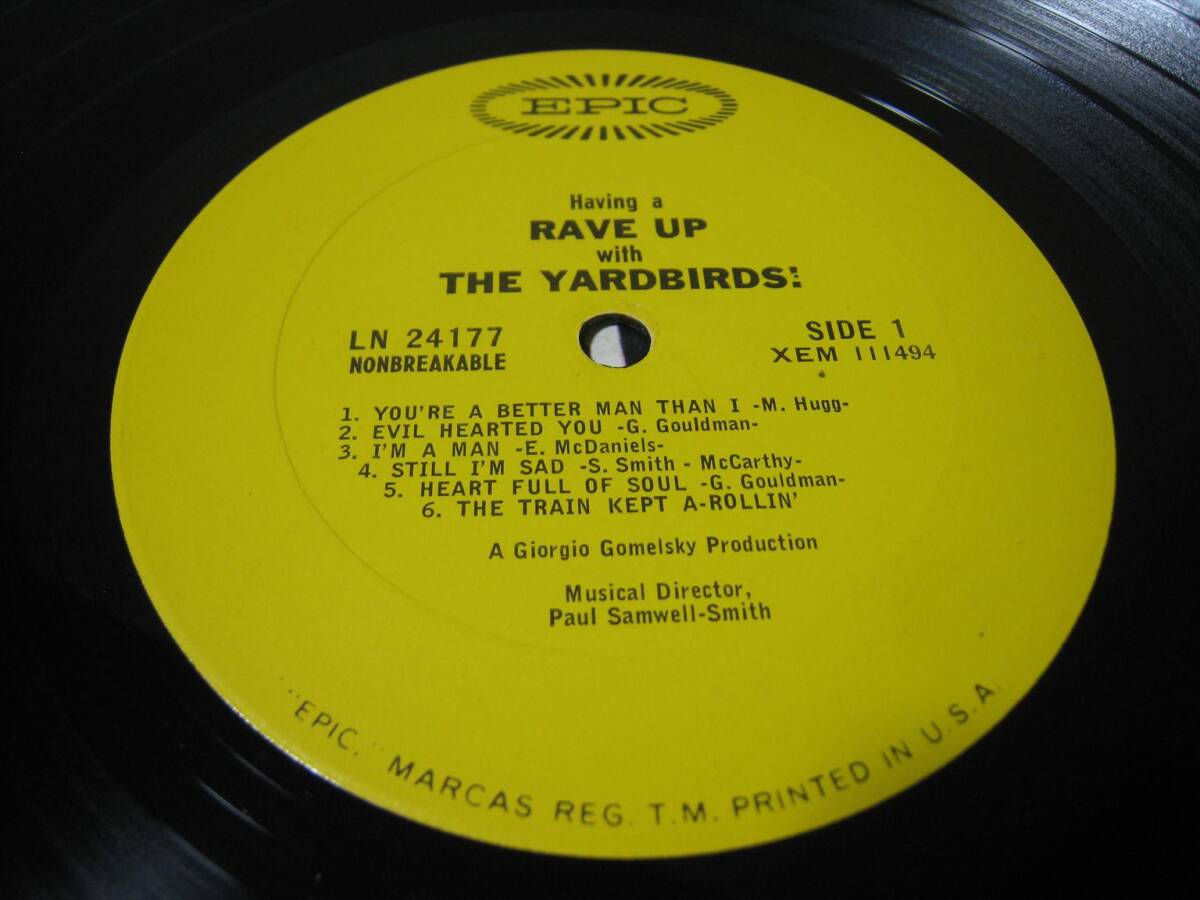 EPIC
Having a
RAVE UP
with
THE YARDBIRDS!
LN 24177
NONBREAKABLE
SIDE 1
XEM 111494
1. YOU'RE A BETTER MAN THAN I -M. Hugg-
2. EVIL HEARTED YOU -G. Gouldman-
3. I'M A MAN -E. McDaniels-
4. STILL I'M SAD -S. Smith - McCarthy-
5. HEART FULL OF SOUL -G. Gouldman-
6. THE TRAIN KEPT A-ROLLIN'
A Giorgio Gomelsky Production
Musical Director,
Paul Samwell-Smith
"EPIC," MARCAS REG. T.M. PRINTED IN U.S.A.